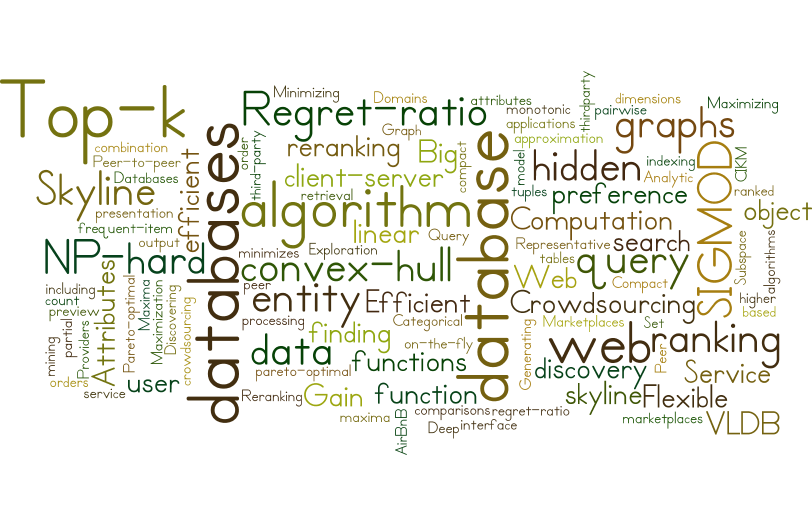 Top-k
databases
database
algorithm
Regret-ratio
Minimizing
Domains
attributes
monotonic
thirdparty
pairwise
dimensions
Maximizing
applications
approximation
graphs
Graph
order
third-party
reranking
Big
compact
model
hidden
indexing
CIKM
combination
Peer-to-peer
Databases
efficient
client-server
retrieval
tuples
preference
Analytic
ranked
SIGMOD
object
Skyline
presentation
frequent-item
output
linear
Query
Computation
Representative
search
Subspace
algorithms
NP-hard
minimizes
Exploration
convex-hull
tables
query
Web
Compact
including
count
preview
Attributes
Pareto-optimal
Maxima
Maximization
Discovering
crowdsourcing
peer
entity
Efficient
Crowdsourcing
higher
based
mining
partial
Providers
processing
finding
Categorical
Marketplaces
Set
data
on-the-fly
functions
Generating
web
ranking
Peer
discovery
Service
orders
service
user
pareto-optimal
Reranking
Gain
function
skyline
Flexible
maxima
AirBnB
comparisons
regret-ratio
Deep
interface
marketplaces
VLDB